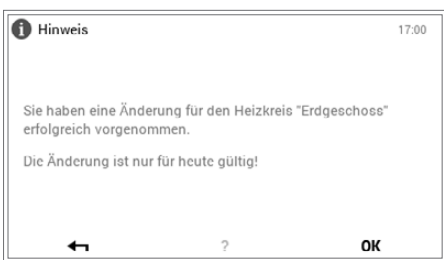 i Hinweis 17:00
Sie haben eine Änderung für den Heizkreis "Erdgeschoss"
erfolgreich vorgenommen.
Die Änderung ist nur für heute gültig!
? OK